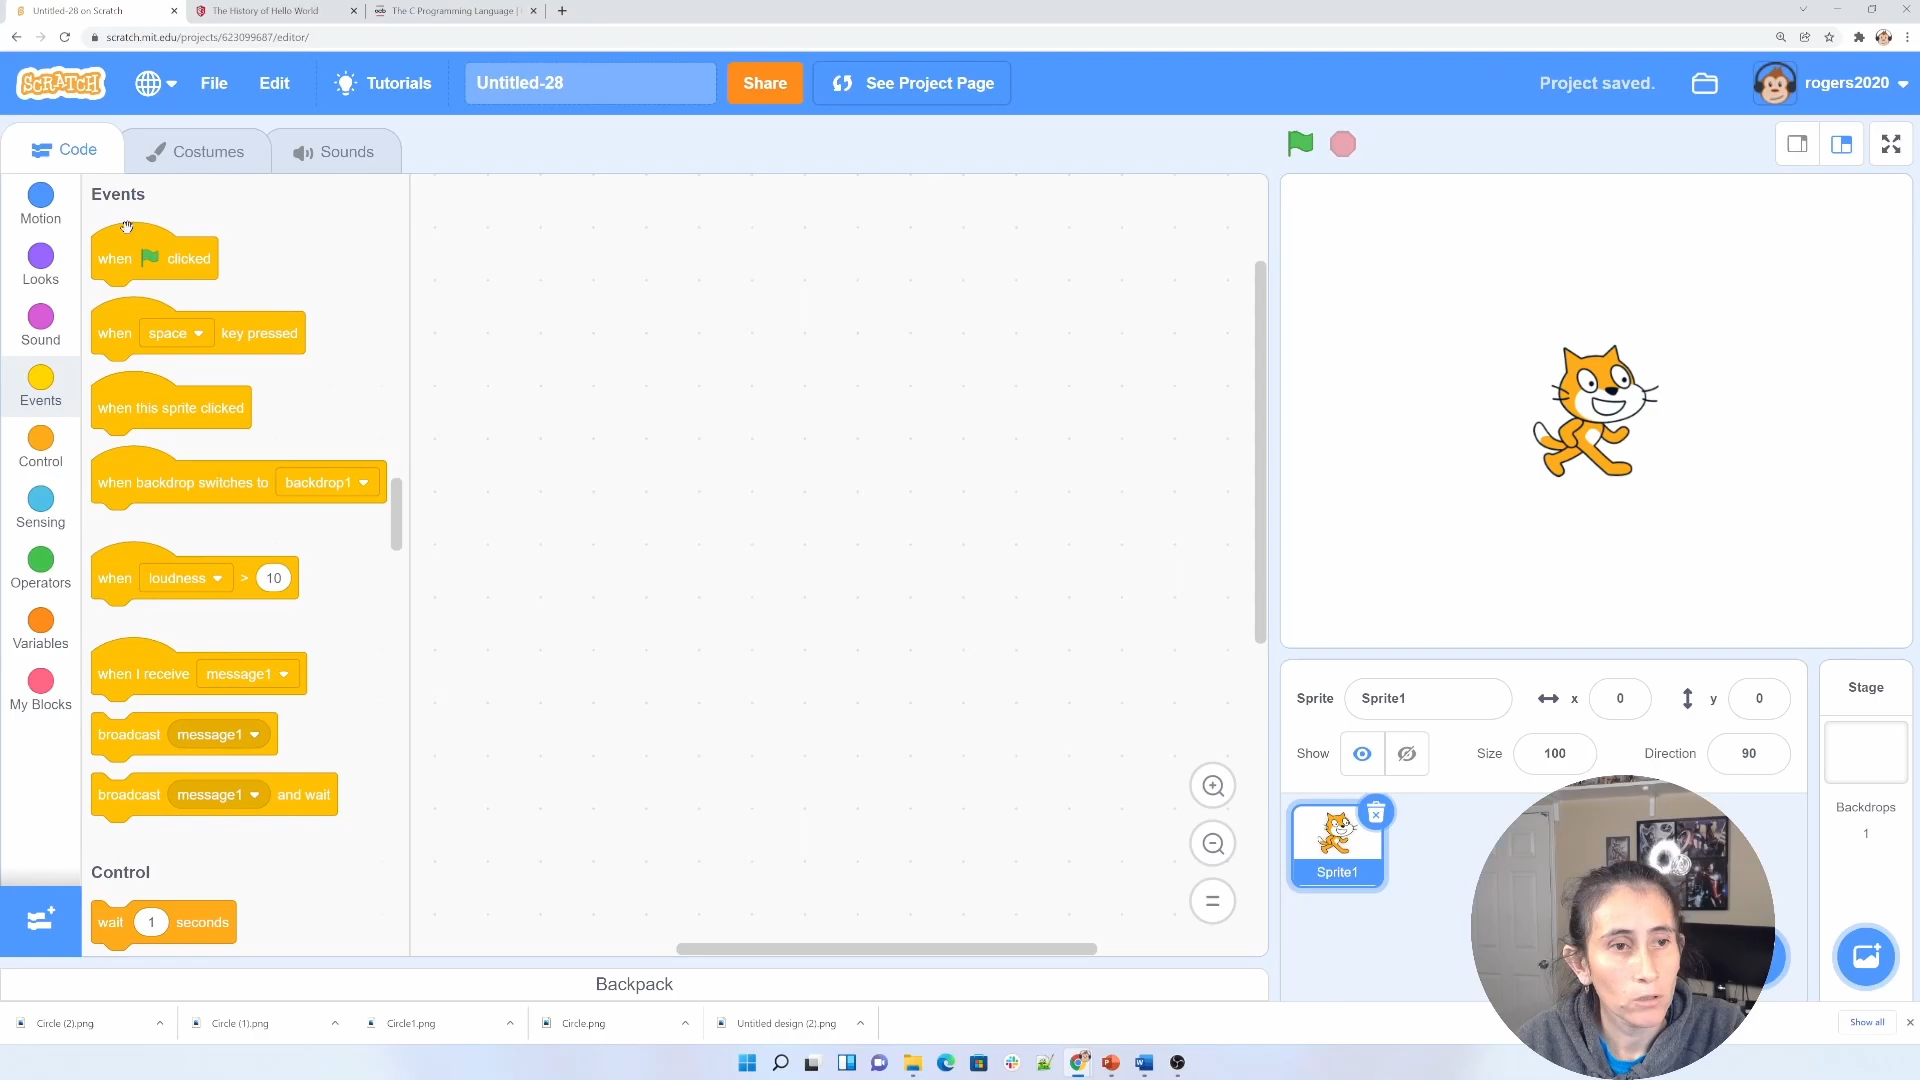 Untitled-28 on Scratch
The History of Hello World
The C Programming Language |
scratch.mit.edu/projects/623099687/editor/
SCRATCH
File
Edit
Tutorials
Untitled-28
Share
See Project Page
Project saved.
rogers2020
Code
Costumes
Sounds
Motion
Looks
Sound
Events
Control
Sensing
Operators
Variables
My Blocks
Events
when clicked
when space key pressed
when this sprite clicked
when backdrop switches to backdrop1
when loudness > 10
when I receive message1
broadcast message1
broadcast message1 and wait
Control
wait 1 seconds
Sprite
Sprite1
x
0
y
0
Show
Size
100
Direction
90
Sprite1
Stage
Backdrops
1
Backpack
Circle (2).png
Circle (1).png
Circle1.png
Circle.png
Untitled design (2).png
Show all